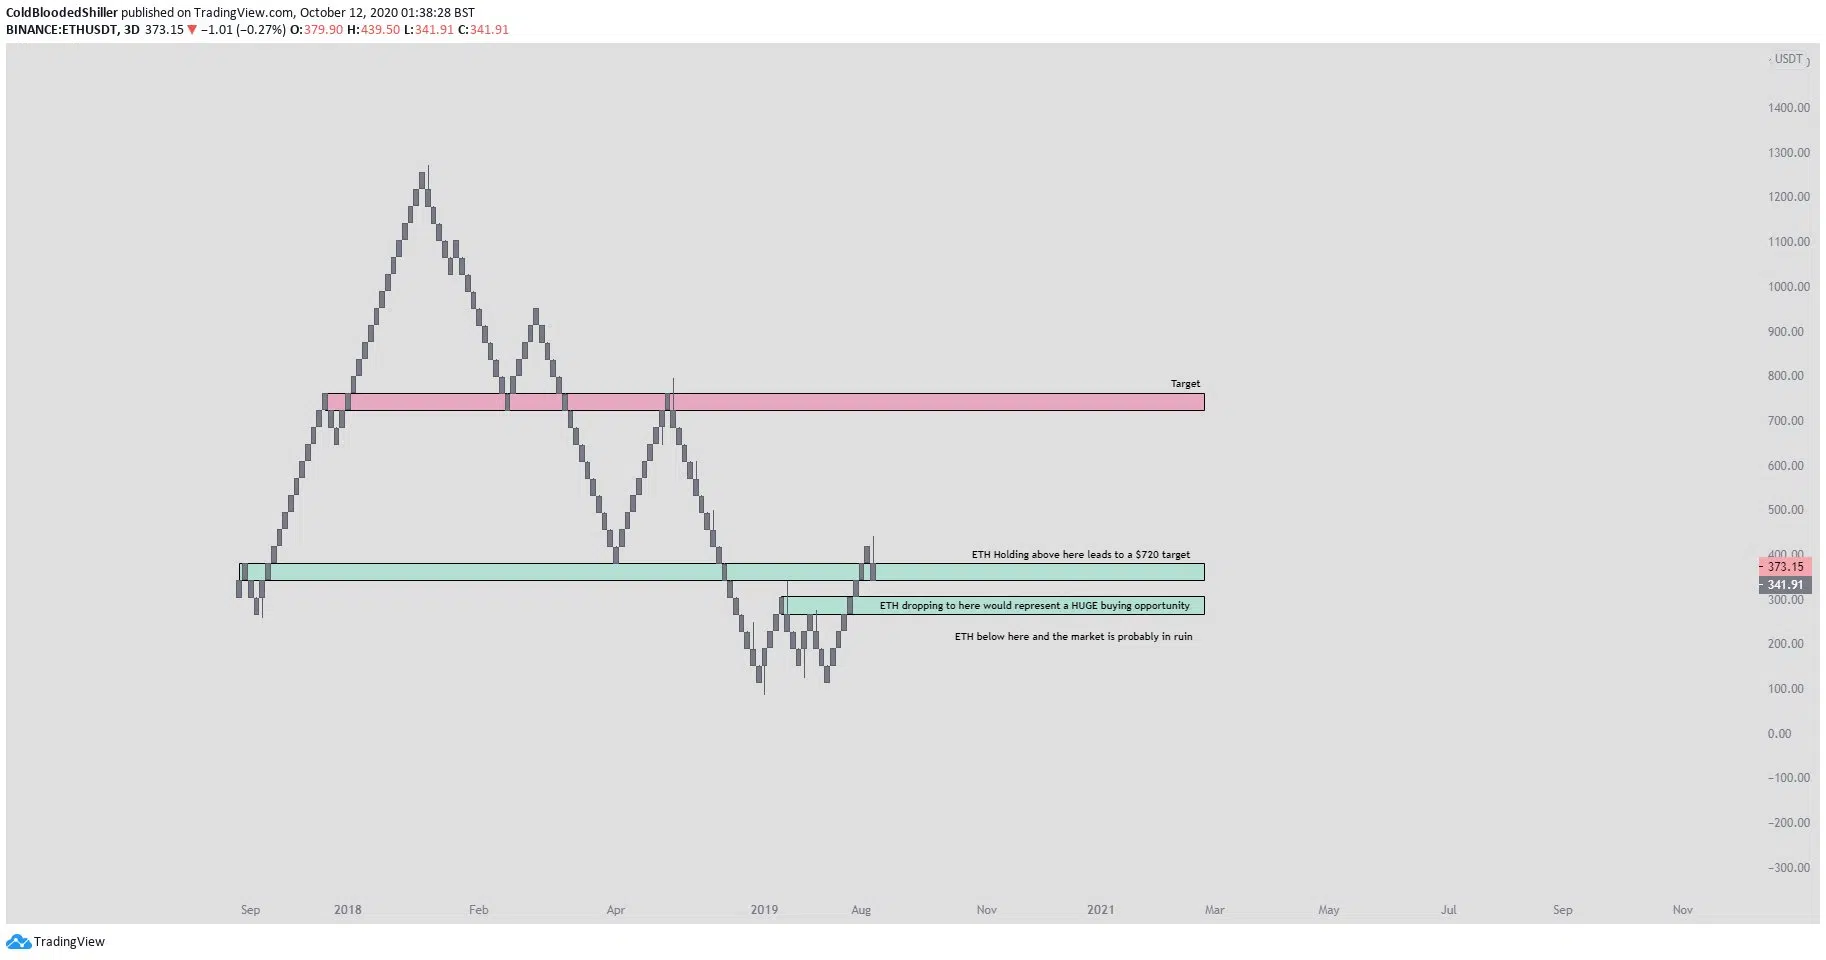 ColdBloodedShiller published on TradingView.com, October 12, 2020 01:38:28 BST
BINANCE:ETHUSDT, 3D 373.15 ▼ −1.01 (−0.27%) O:379.90 H:439.50 L:341.91 C:341.91
USDT
1400.00
1300.00
1200.00
1100.00
1000.00
900.00
Target
800.00
700.00
600.00
500.00
ETH Holding above here leads to a $720 target
400.00
373.15
341.91
300.00
ETH dropping to here would represent a HUGE buying opportunity
ETH below here and the market is probably in ruin
200.00
100.00
0.00
−100.00
−200.00
−300.00
Sep 2018 Feb Apr 2019 Aug Nov 2021 Mar May Jul Sep Nov
TradingView